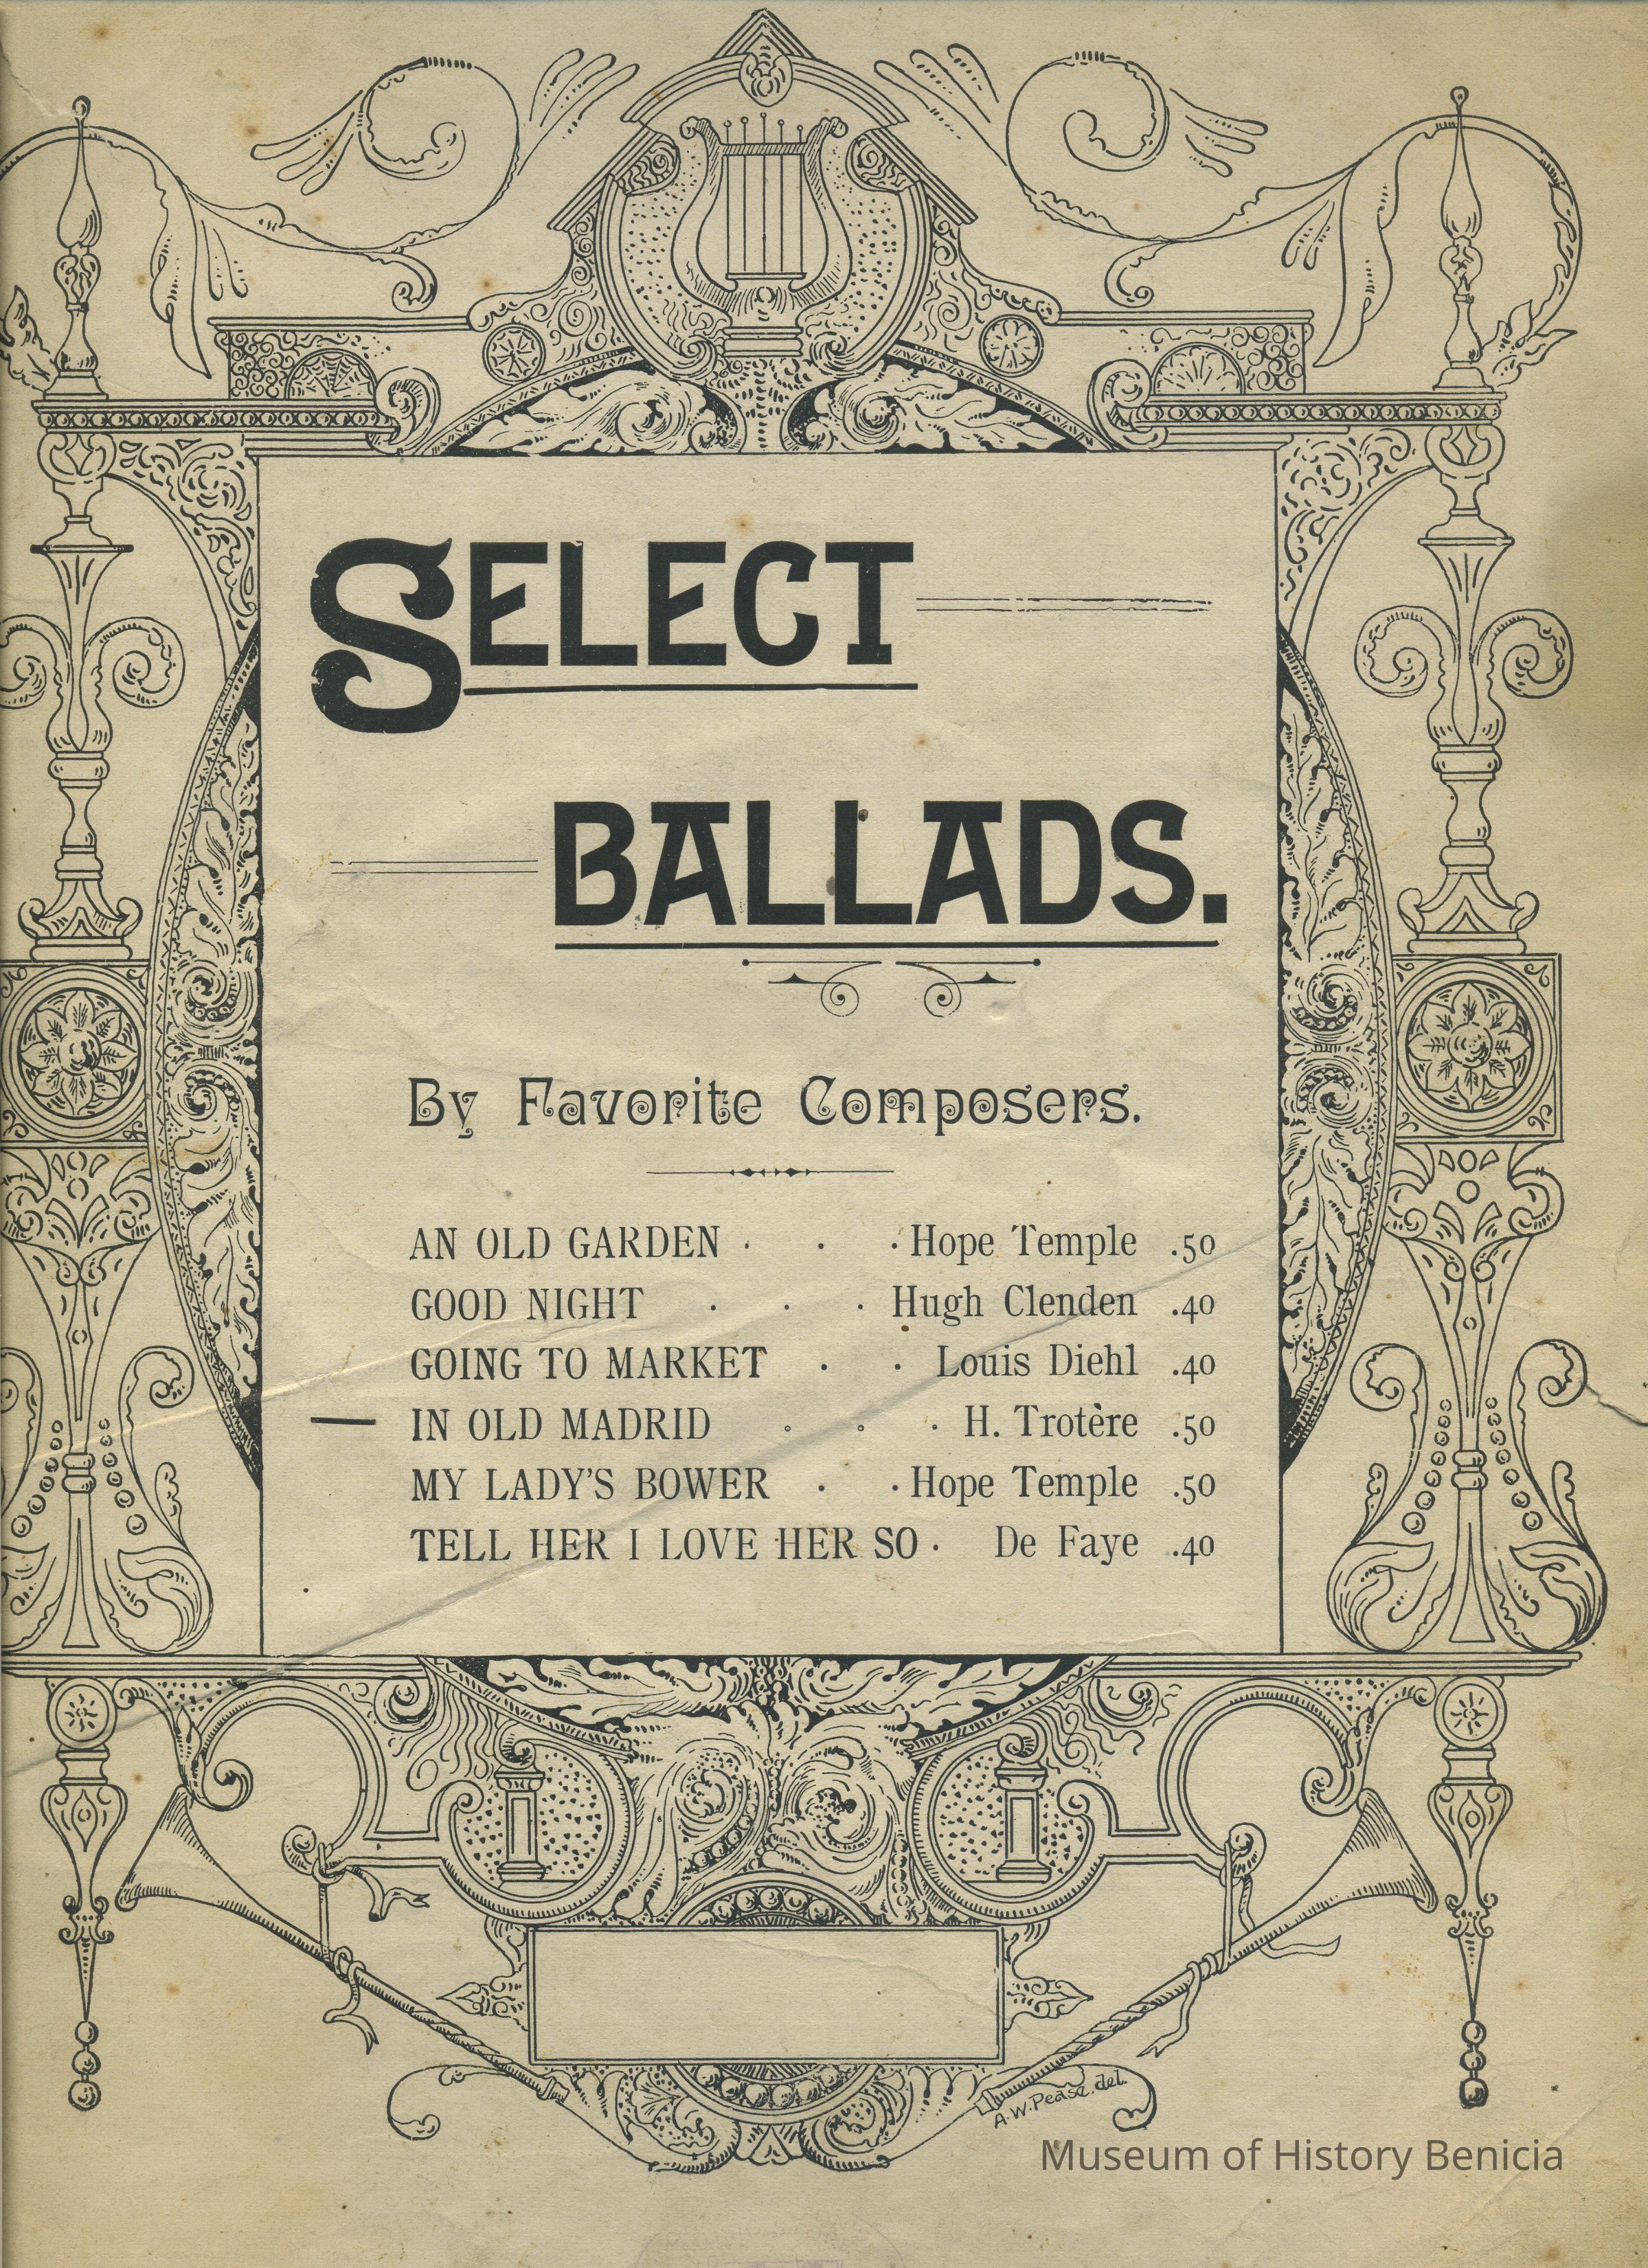 SELECT
BALLADS.
By Favorite Composers.
AN OLD GARDEN . . . Hope Temple .50
GOOD NIGHT . . . Hugh Clenden .40
GOING TO MARKET . . Louis Diehl .40
— IN OLD MADRID . . . H. Trotère .50
MY LADY'S BOWER . . Hope Temple .50
TELL HER I LOVE HER SO . De Faye .40
A.W. Pease. del.
Museum of History Benicia